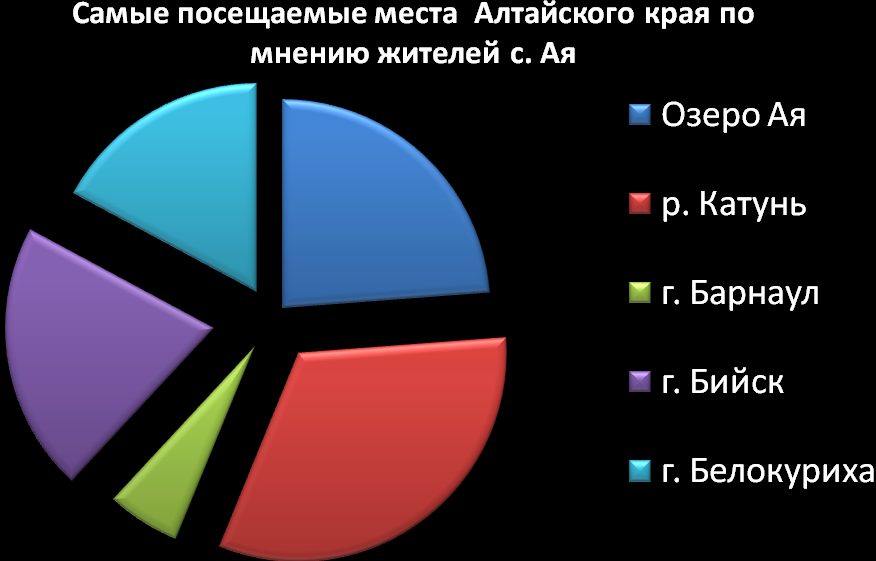 Самые посещаемые места  Алтайского края по
мнению жителей с. Ая
Озеро Ая
р. Катунь
г. Барнаул
г. Бийск
г. Белокуриха